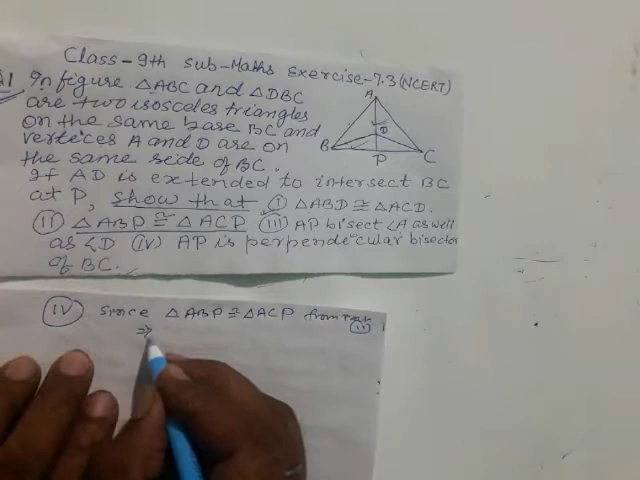 Class-9th sub-Maths exercise-7.3(NCERT)
Q1 In figure △ABC and △DBC
are two isosceles triangles
on the same base BC and
vertices A and D are on
the same side of BC.
If AD is extended to intersect BC
at P, show that (i) △ABD ≅ △ACD.
(II) △ABP ≅ △ACP (III) AP bisect ∠A as well
as ∠D (iv) AP is perpendicular bisector
of BC.
A
D
B
P
C
(IV) Since △ABP ≅ △ACP from (ii)
⇒